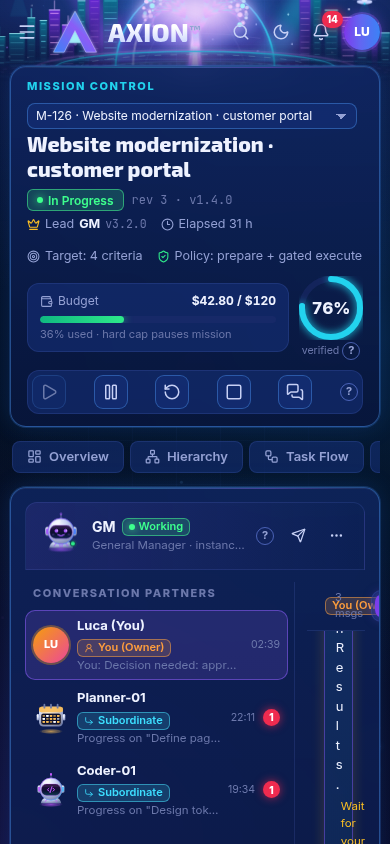 AXION
14
LU
MISSION CONTROL
M-126 · Website modernization · customer portal
Website modernization ·
customer portal
In Progress rev 3 · v1.4.0
Lead GM v3.2.0 Elapsed 31 h
Target: 4 criteria Policy: prepare + gated execute
Budget $42.80 / $120
36% used · hard cap pauses mission
76%
verified ?
?
Overview Hierarchy Task Flow
GM Working
General Manager · instanc...
?
CONVERSATION PARTNERS
LU
Luca (You)
You (Owner)
02:39
You: Decision needed: appr...
Planner-01
Subordinate
22:11 1
Progress on "Define pag...
Coder-01
Subordinate
19:34 1
Progress on "Design tok...
3
msgs
You (Ow
n
R
e
s
u
l
t
s
.
Wait
for
your